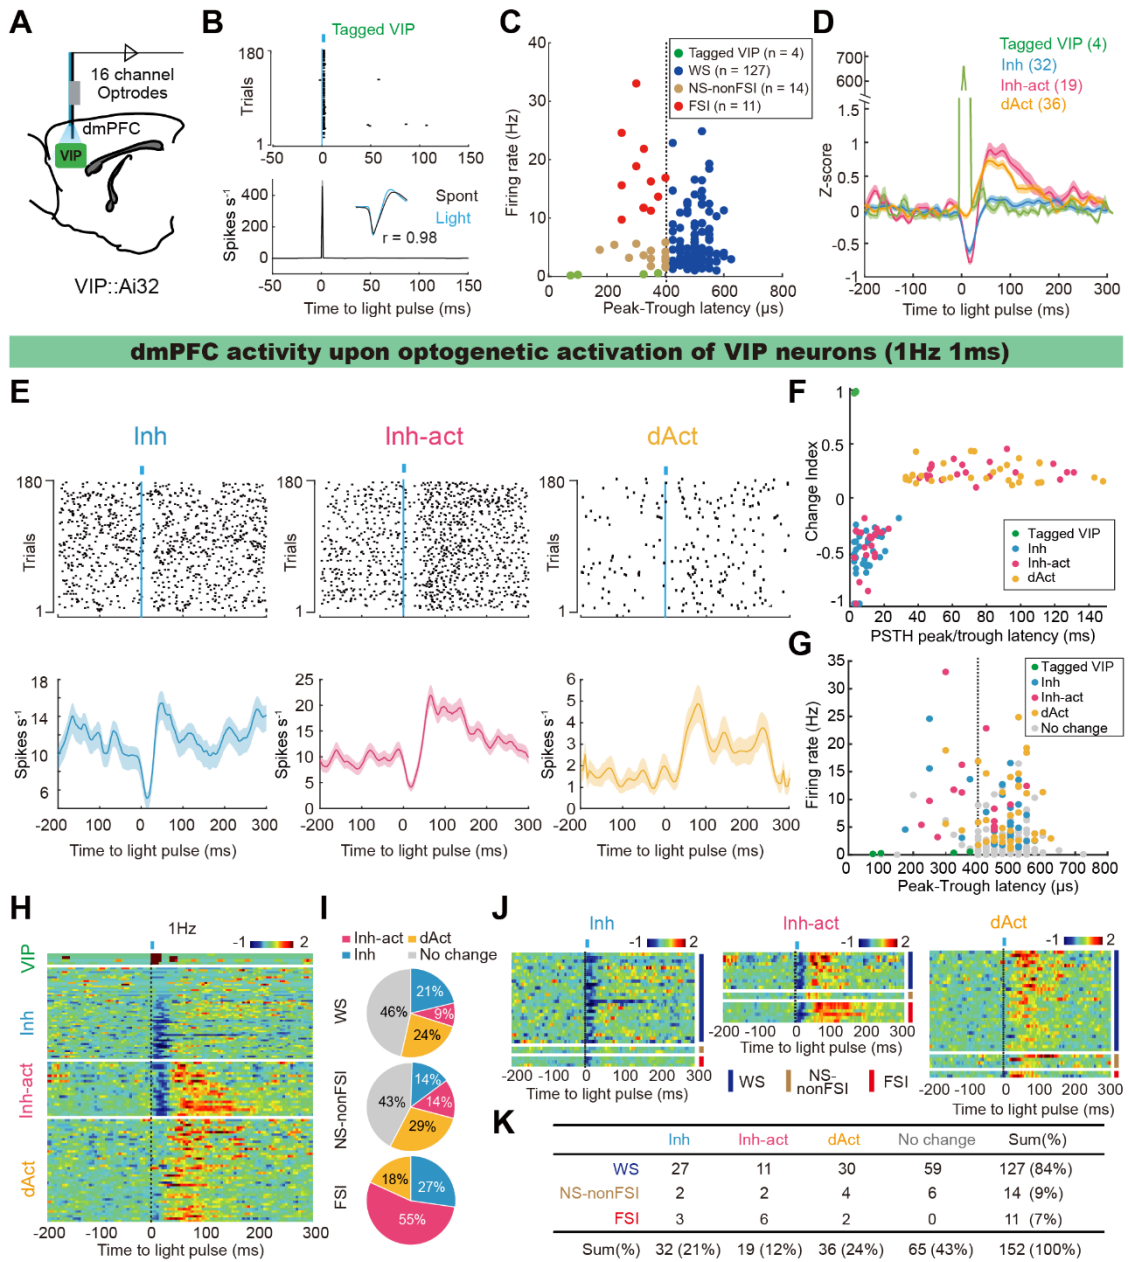 A
16 channel
Optrodes
dmPFC
VIP
VIP::Ai32
B
Tagged VIP
180
Trials
1
-50 0 50 100 150
400
200
0
Spikes s⁻¹
Spont
Light
r = 0.98
-50 0 50 100 150
Time to light pulse (ms)
C
40
30
20
10
0
Firing rate (Hz)
Tagged VIP (n = 4)
WS (n = 127)
NS-nonFSI (n = 14)
FSI (n = 11)
0 200 400 600 800
Peak-Trough latency (µs)
D
Tagged VIP (4)
Inh (32)
Inh-act (19)
dAct (36)
700
600
1
0.5
0
-0.5
-1
Z-score
-200 -100 0 100 200 300
Time to light pulse (ms)
dmPFC activity upon optogenetic activation of VIP neurons (1Hz 1ms)
E
Inh
Inh-act
dAct
180 180 180
Trials Trials Trials
1 1 1
18
14
10
6
Spikes s⁻¹
-200 100 0 100 200 300
Time to light pulse (ms)
25
20
15
10
5
0
Spikes s⁻¹
-200 100 0 100 200 300
Time to light pulse (ms)
6
5
4
3
2
1
0
Spikes s⁻¹
-200 100 0 100 200 300
Time to light pulse (ms)
F
1
0.5
0
-0.5
-1
Change Index
Tagged VIP
Inh
Inh-act
dAct
0 20 40 60 80 100 120 140
PSTH peak/trough latency (ms)
G
35
30
25
20
15
10
5
0
Firing rate (Hz)
Tagged VIP
Inh
Inh-act
dAct
No change
0 100 200 300 400 500 600 700 800
Peak-Trough latency (µs)
H
1Hz
-1 2
VIP
Inh
Inh-act
dAct
-200 -100 0 100 200 300
Time to light pulse (ms)
I
Inh-act dAct
Inh No change
WS
21%
9%
24%
46%
NS-nonFSI
14%
14%
29%
43%
FSI
18%
27%
55%
J
Inh
-1 2
-200 -100 0 100 200 300
Time to light pulse (ms)
Inh-act
-1 2
-200 -100 0 100 200 300
Time to light pulse (ms)
dAct
-1 2
-200 -100 0 100 200 300
Time to light pulse (ms)
WS
NS-
nonFSI
FSI
K
Inh Inh-act dAct No change Sum(%)
WS 27 11 30 59 127 (84%)
NS-nonFSI 2 2 4 6 14 (9%)
FSI 3 6 2 0 11 (7%)
Sum(%) 32 (21%) 19 (12%) 36 (24%) 65 (43%) 152 (100%)